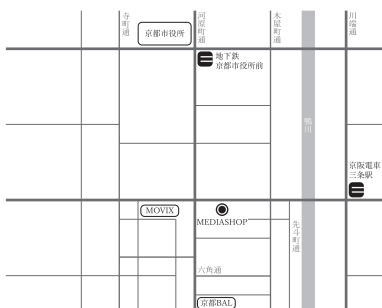 寺町通
河原町通
木屋町通
川端通
京都市役所
地下鉄
京都市役所前
鴨川
京阪電車
三条駅
MOVIX
MEDIASHOP
先斗町通
六角通
京都BAL